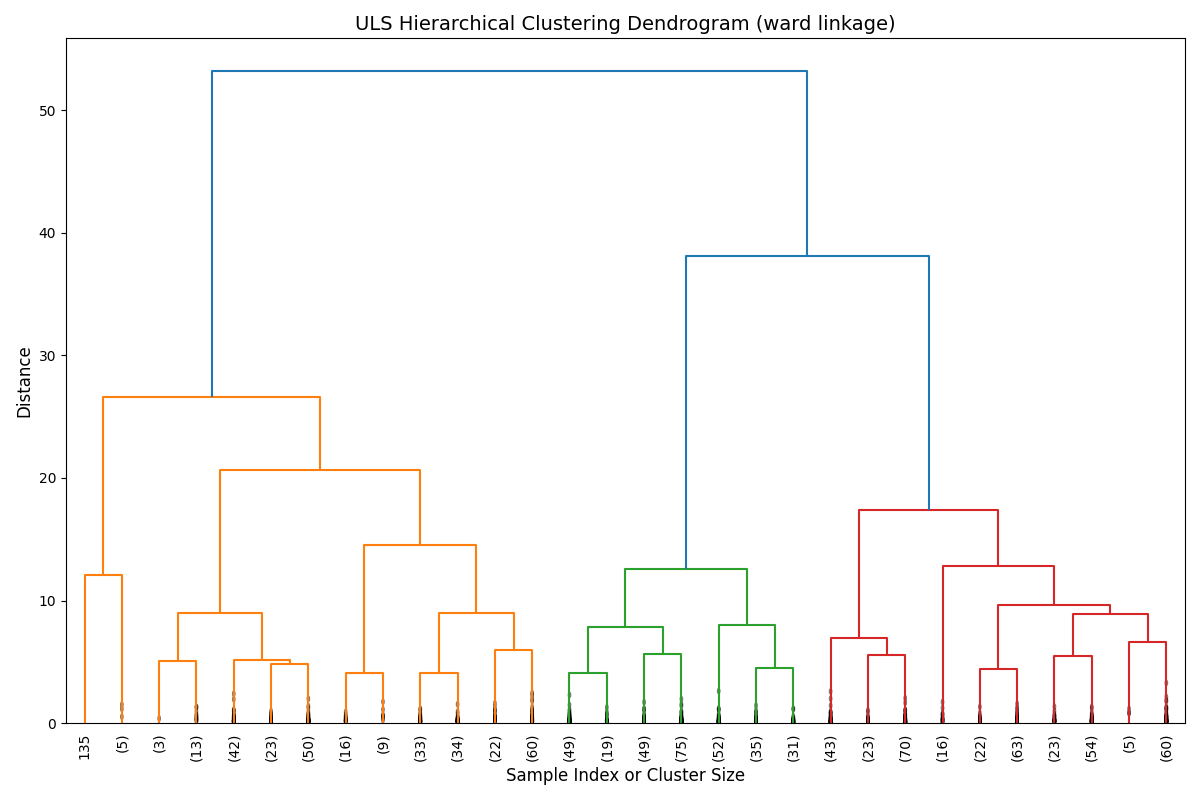 ULS Hierarchical Clustering Dendrogram (ward linkage)
Distance
50
40
30
20
10
0
135 (5) (3) (13) (42) (23) (50) (16) (9) (33) (34) (22) (60) (49) (19) (49) (75) (52) (35) (31) (43) (23) (70) (16) (22) (63) (23) (54) (5) (60)
Sample Index or Cluster Size